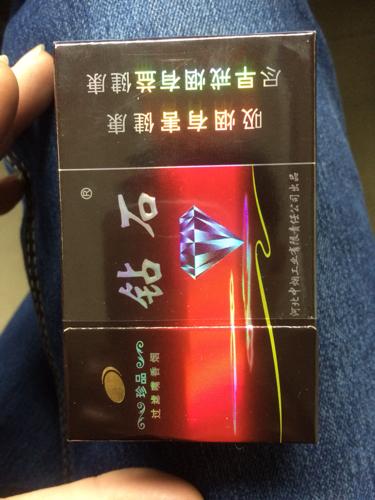 钻石®
珍品
过滤嘴香烟
河北中烟工业有限责任公司出品
吸烟有害健康
尽早戒烟有益健康